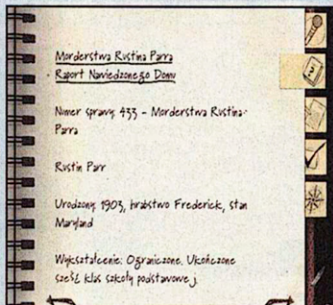 Morderstwa Rustina Parra
Raport Nawiedzonego Domu
Numer sprawy: 433 - Morderstwa Rustina
Parra
Rustin Parr
Urodzony: 1903, hrabstwo Frederick, stan
Maryland
Wykształcenie: Ograniczone. Ukończone
sześć klas szkoły podstawowej.